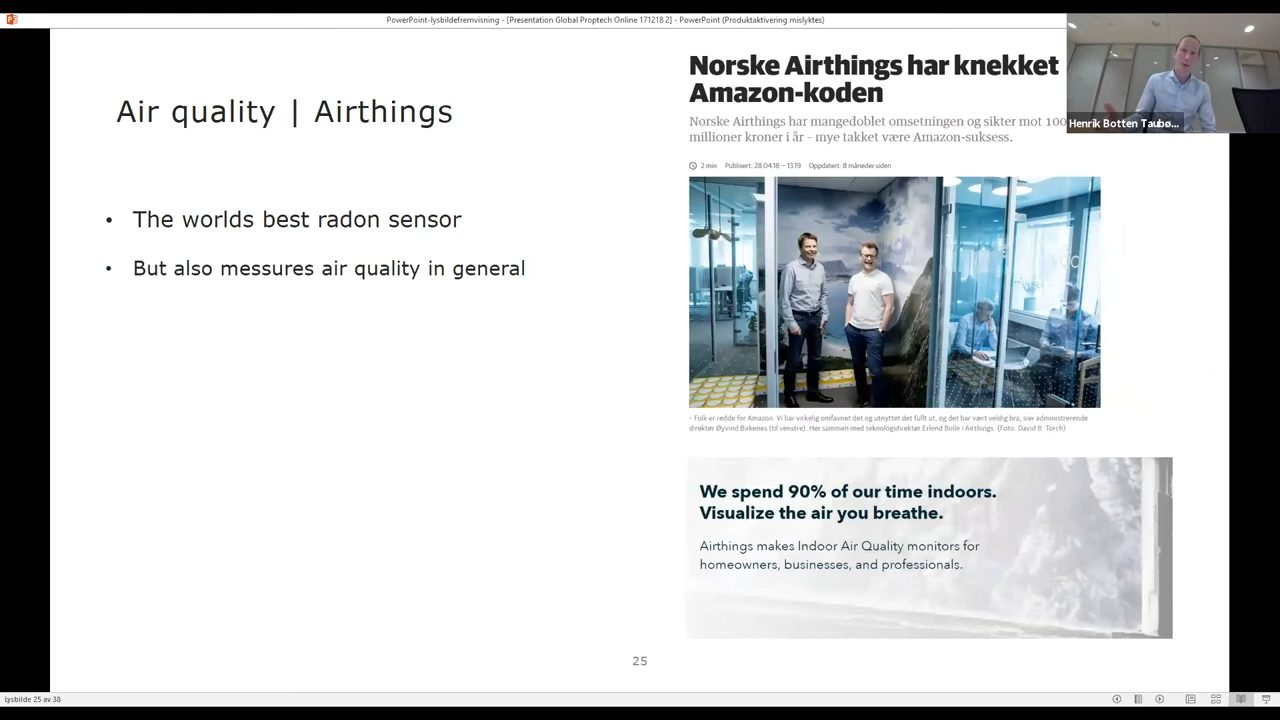 PowerPoint-lysbildefremvisning - [Presentation Global Proptech Online 171218 2] - PowerPoint (Produktaktivering mislyktes)
Air quality | Airthings
• The worlds best radon sensor
• But also messures air quality in general
Norske Airthings har knekket
Amazon-koden
Norske Airthings har mangedoblet omsetningen og sikter mot 100
millioner kroner i år – mye takket være Amazon-suksess.
2 min Publisert: 28.04.18 – 13.19 Oppdatert: 8 måneder siden
– Folk er redde for Amazon. Vi har virkelig omfavnet det og utnyttet det fullt ut, og det har vært veldig bra, sier administrerende
direktør Øyvind Birkenes (til venstre). Her sammen med teknologidirektør Erlend Bolle i Airthings. (Foto: David B. Torch)
We spend 90% of our time indoors.
Visualize the air you breathe.
Airthings makes Indoor Air Quality monitors for
homeowners, businesses, and professionals.
25
Henrik Botten Taubø...
lysbilde 25 av 38